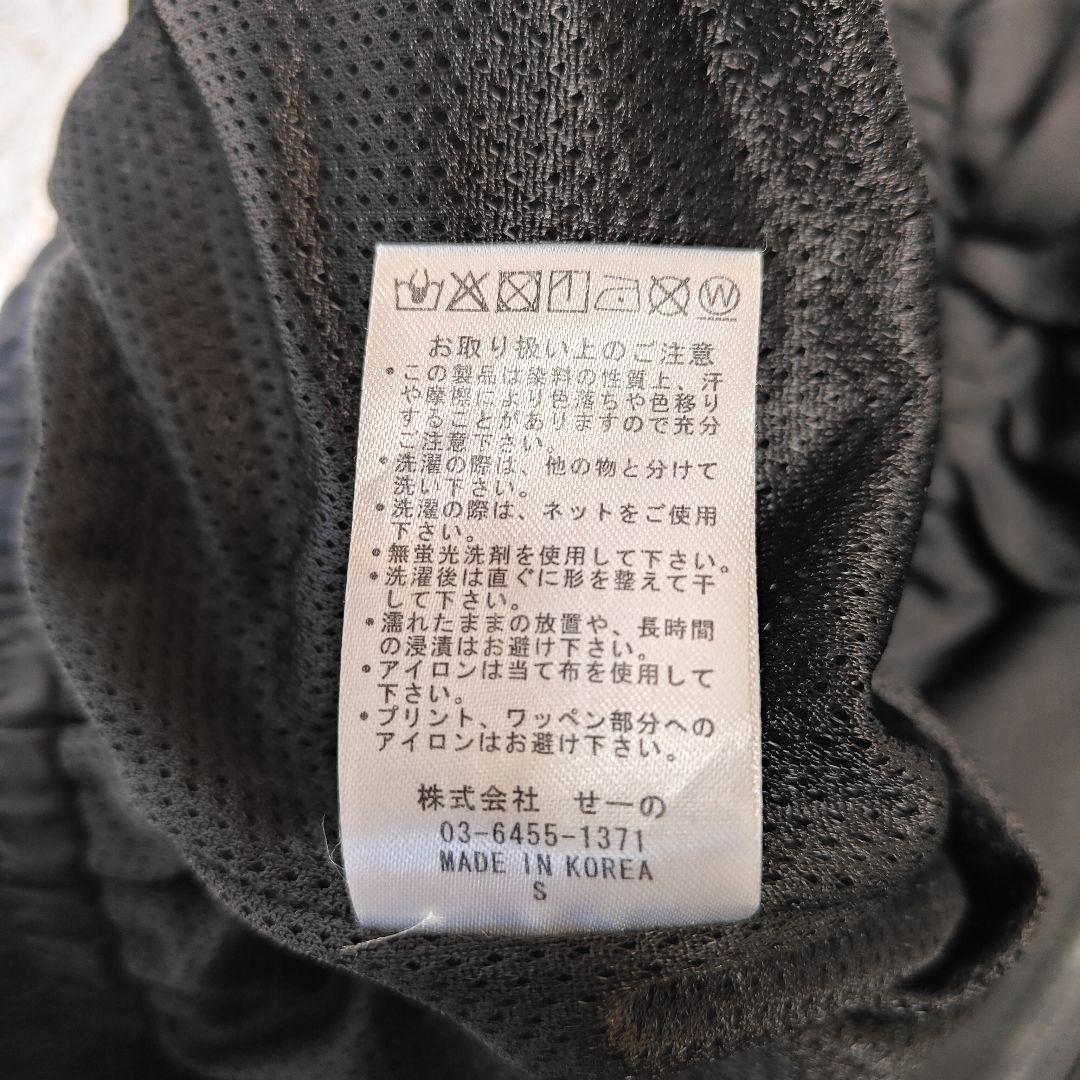 W
お取り扱い上のご注意
•この製品は染料の性質上、汗
や摩擦により色落ちや色移り
することがありますので充分
ご注意下さい。
•洗濯の際は、他の物と分けて
洗い下さい。
•洗濯の際は、ネットをご使用
下さい。
•無蛍光洗剤を使用して下さい。
•洗濯後は直ぐに形を整えて干
して下さい。
•濡れたままの放置や、長時間
の浸漬はお避け下さい。
•アイロンは当て布を使用して
下さい。
•プリント、ワッペン部分への
アイロンはお避け下さい。
株式会社 せーの
03-6455-1371
MADE IN KOREA
S